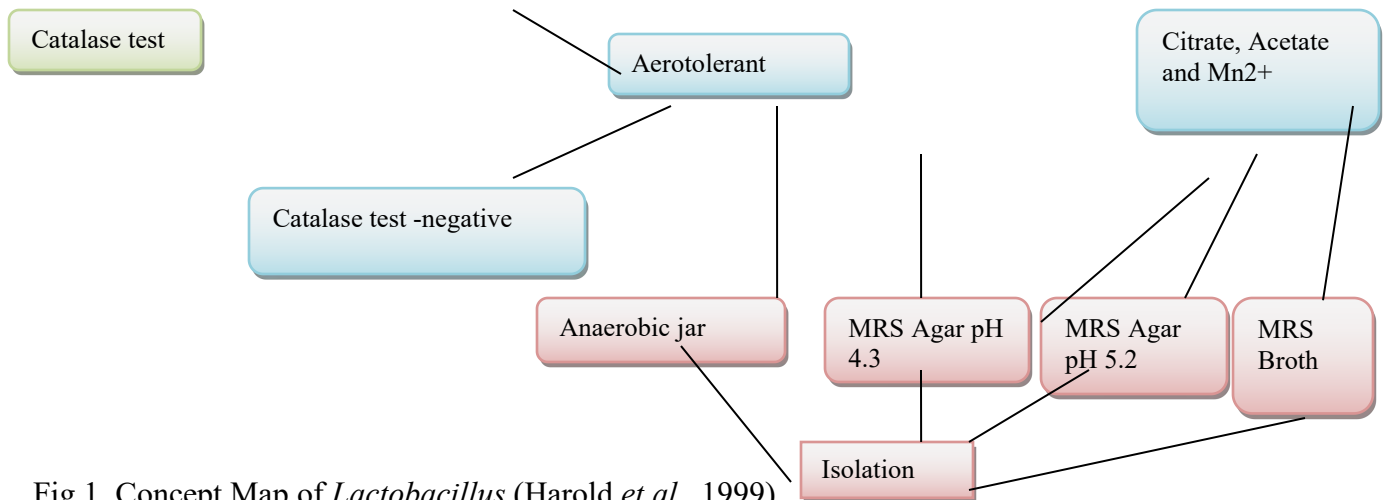 Catalase test
Aerotolerant
Citrate, Acetate
and Mn2+
Catalase test -negative
Anaerobic jar
MRS Agar pH
4.3
MRS Agar
pH 5.2
MRS
Broth
Isolation
Fig 1. Concept Map of Lactobacillus (Harold et al., 1999)